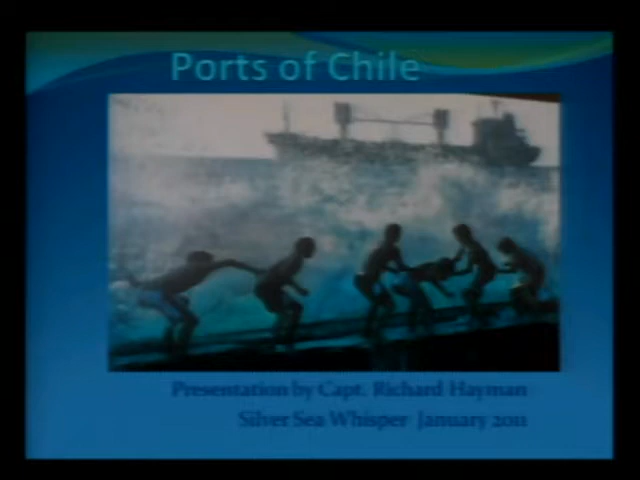 Ports of Chile
Presentation by Capt. Richard Hayman
Silver Sea Whisper January 2011